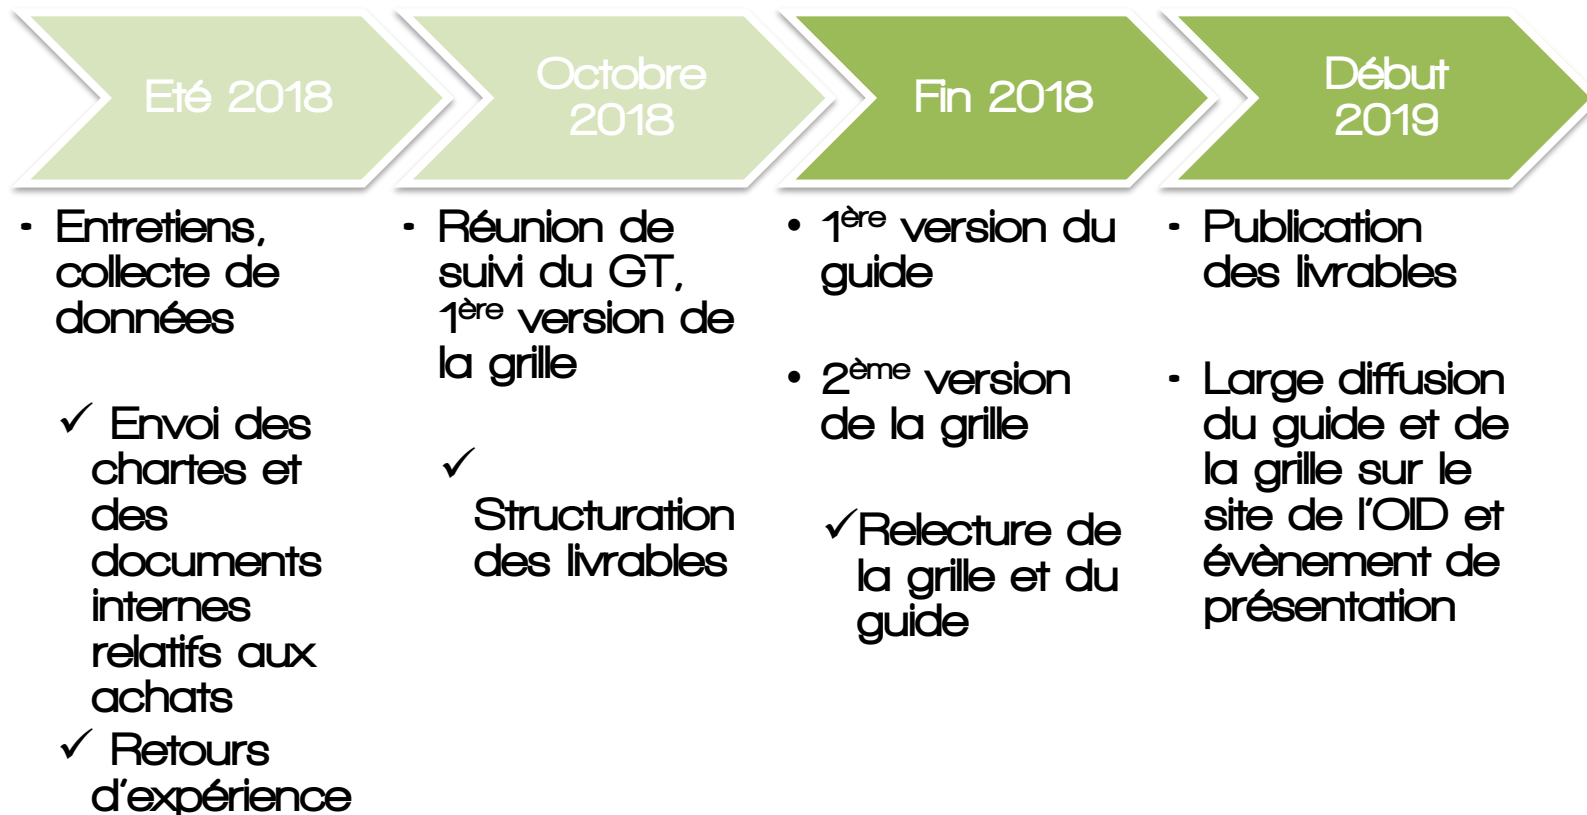 Eté 2018
Octobre
2018
Fin 2018
Début
2019
- Entretiens,
collecte de
données
✓ Envoi des
chartes et
des
documents
internes
relatifs aux
achats
✓ Retours
d'expérience
- Réunion de
suivi du GT,
1ère version de
la grille
✓
Structuration
des livrables
• 1ère version du
guide
• 2ème version
de la grille
✓Relecture de
la grille et du
guide
- Publication
des livrables
- Large diffusion
du guide et de
la grille sur le
site de l'OID et
évènement de
présentation